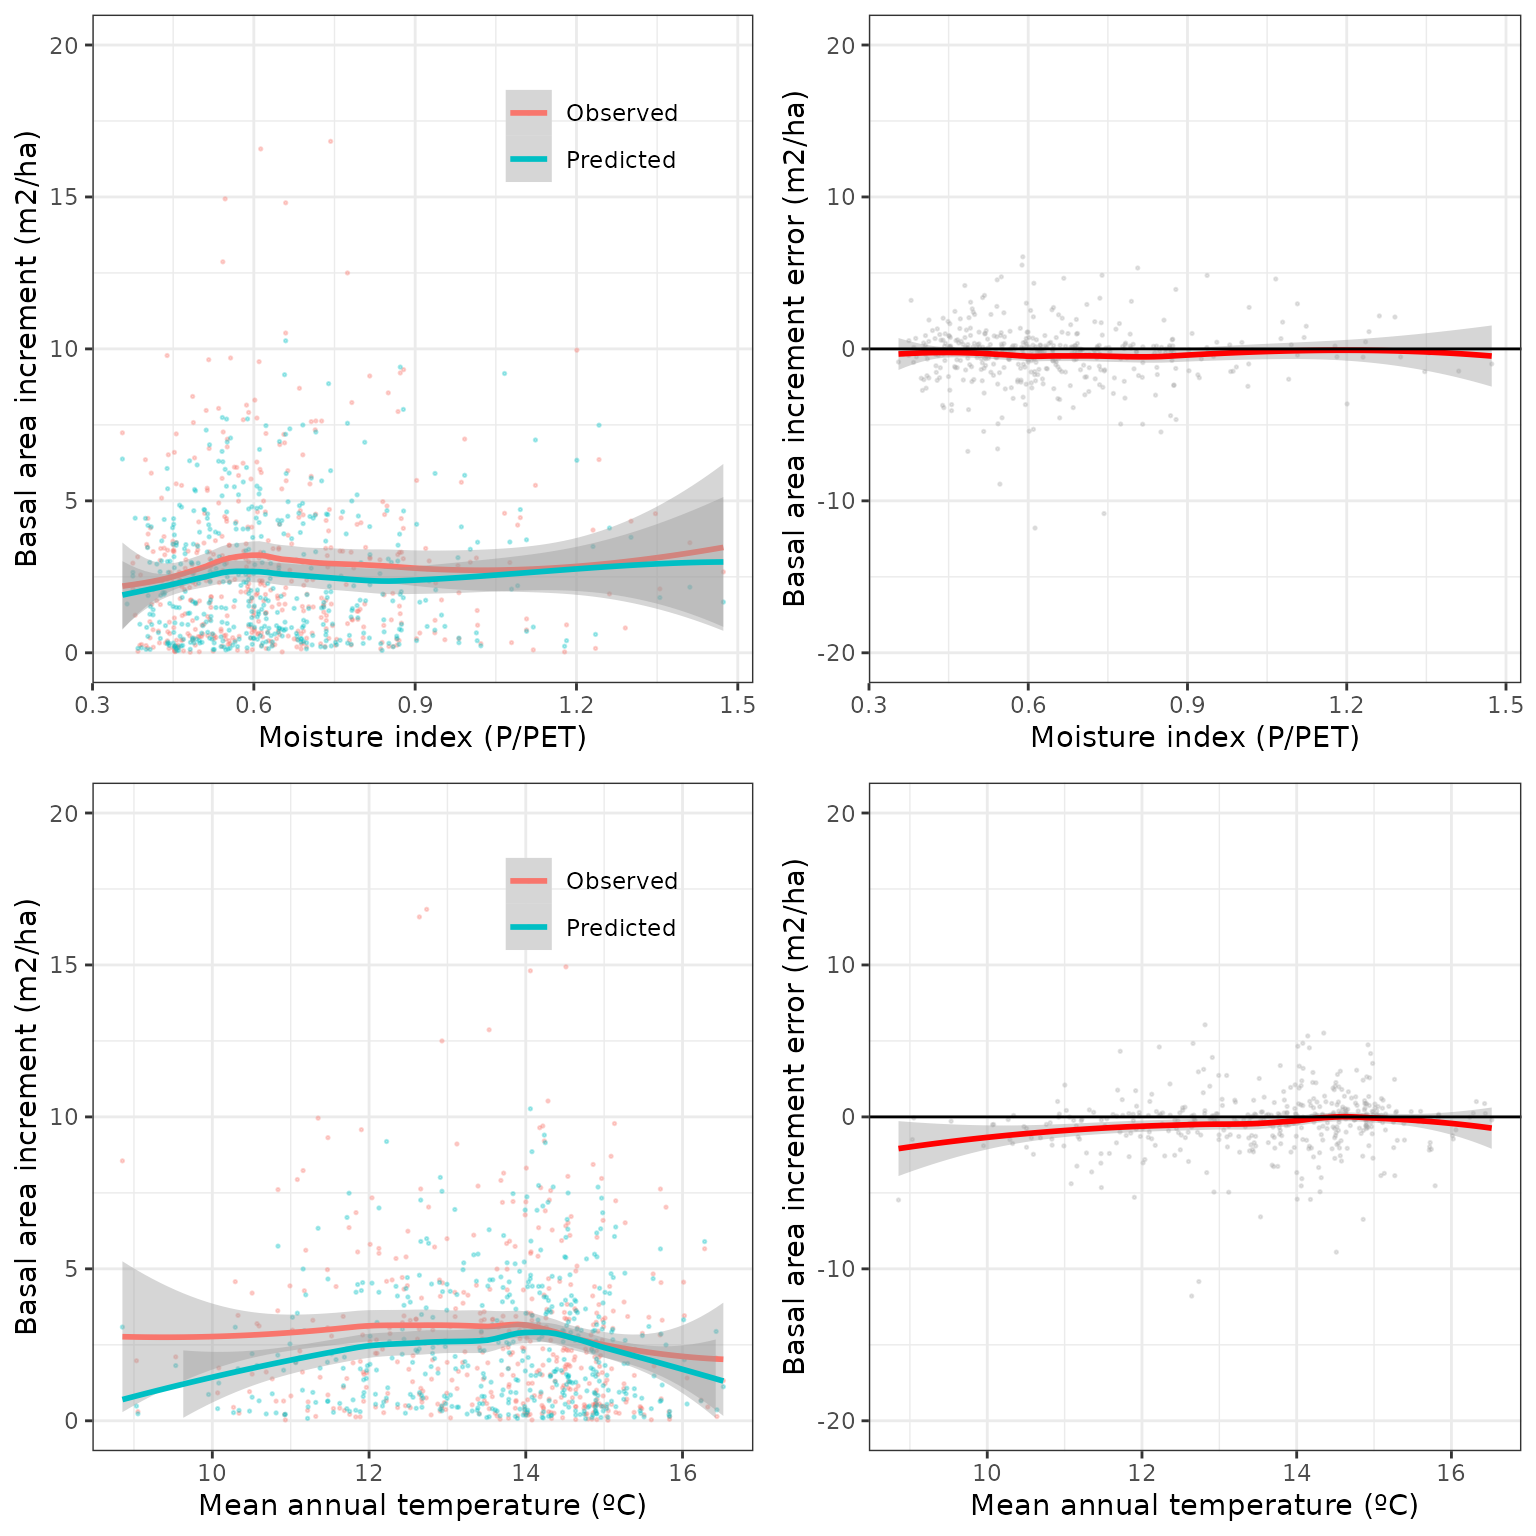 Basal area increment (m2/ha)
20
15
10
5
0
Observed
Predicted
0.3 0.6 0.9 1.2 1.5
Moisture index (P/PET)
Basal area increment error (m2/ha)
20
10
0
-10
-20
0.3 0.6 0.9 1.2 1.5
Moisture index (P/PET)
Basal area increment (m2/ha)
20
15
10
5
0
Observed
Predicted
10 12 14 16
Mean annual temperature (ºC)
Basal area increment error (m2/ha)
20
10
0
-10
-20
10 12 14 16
Mean annual temperature (ºC)